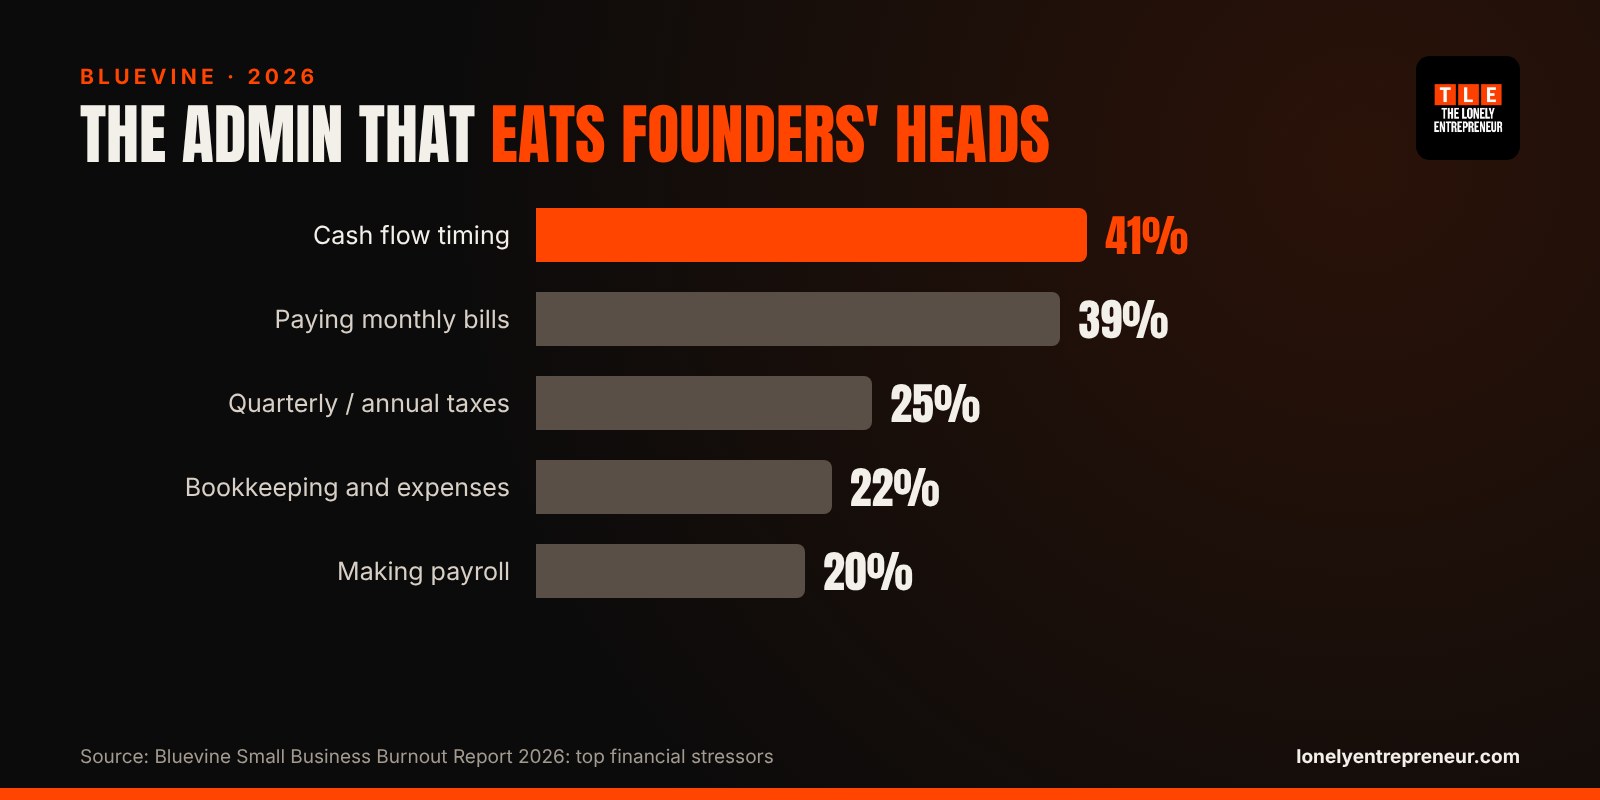 BLUEVINE · 2026
THE ADMIN THAT EATS FOUNDERS' HEADS
TLE
THE LONELY
ENTREPRENEUR
Cash flow timing 41%
Paying monthly bills 39%
Quarterly / annual taxes 25%
Bookkeeping and expenses 22%
Making payroll 20%
Source: Bluevine Small Business Burnout Report 2026: top financial stressors
lonelyentrepreneur.com